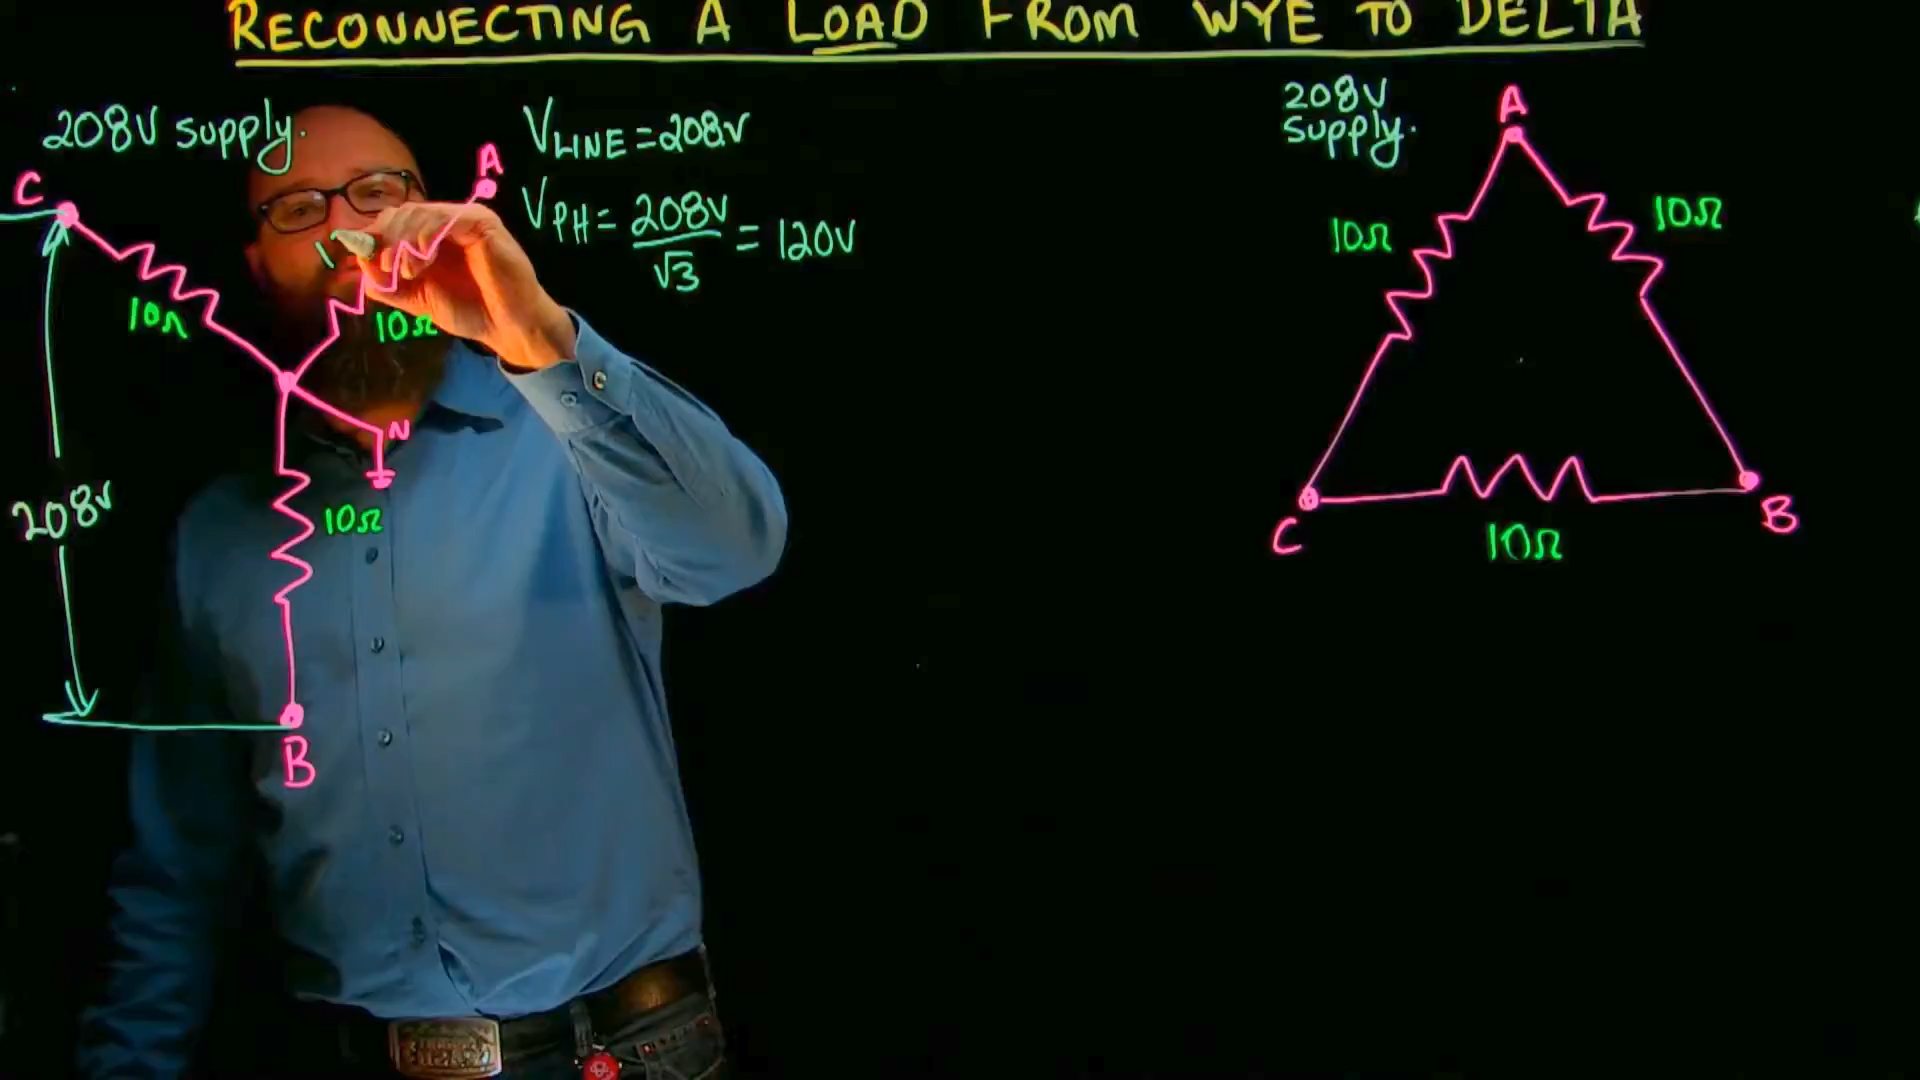 RECONNECTING A LOAD FROM WYE TO DELTA
208V supply.
C
A
10Ω
10Ω
N
208V
10Ω
B
VLINE = 208V
VPH = 208V / √3 = 120V
1
208V
supply.
A
10Ω
10Ω
C
B
10Ω